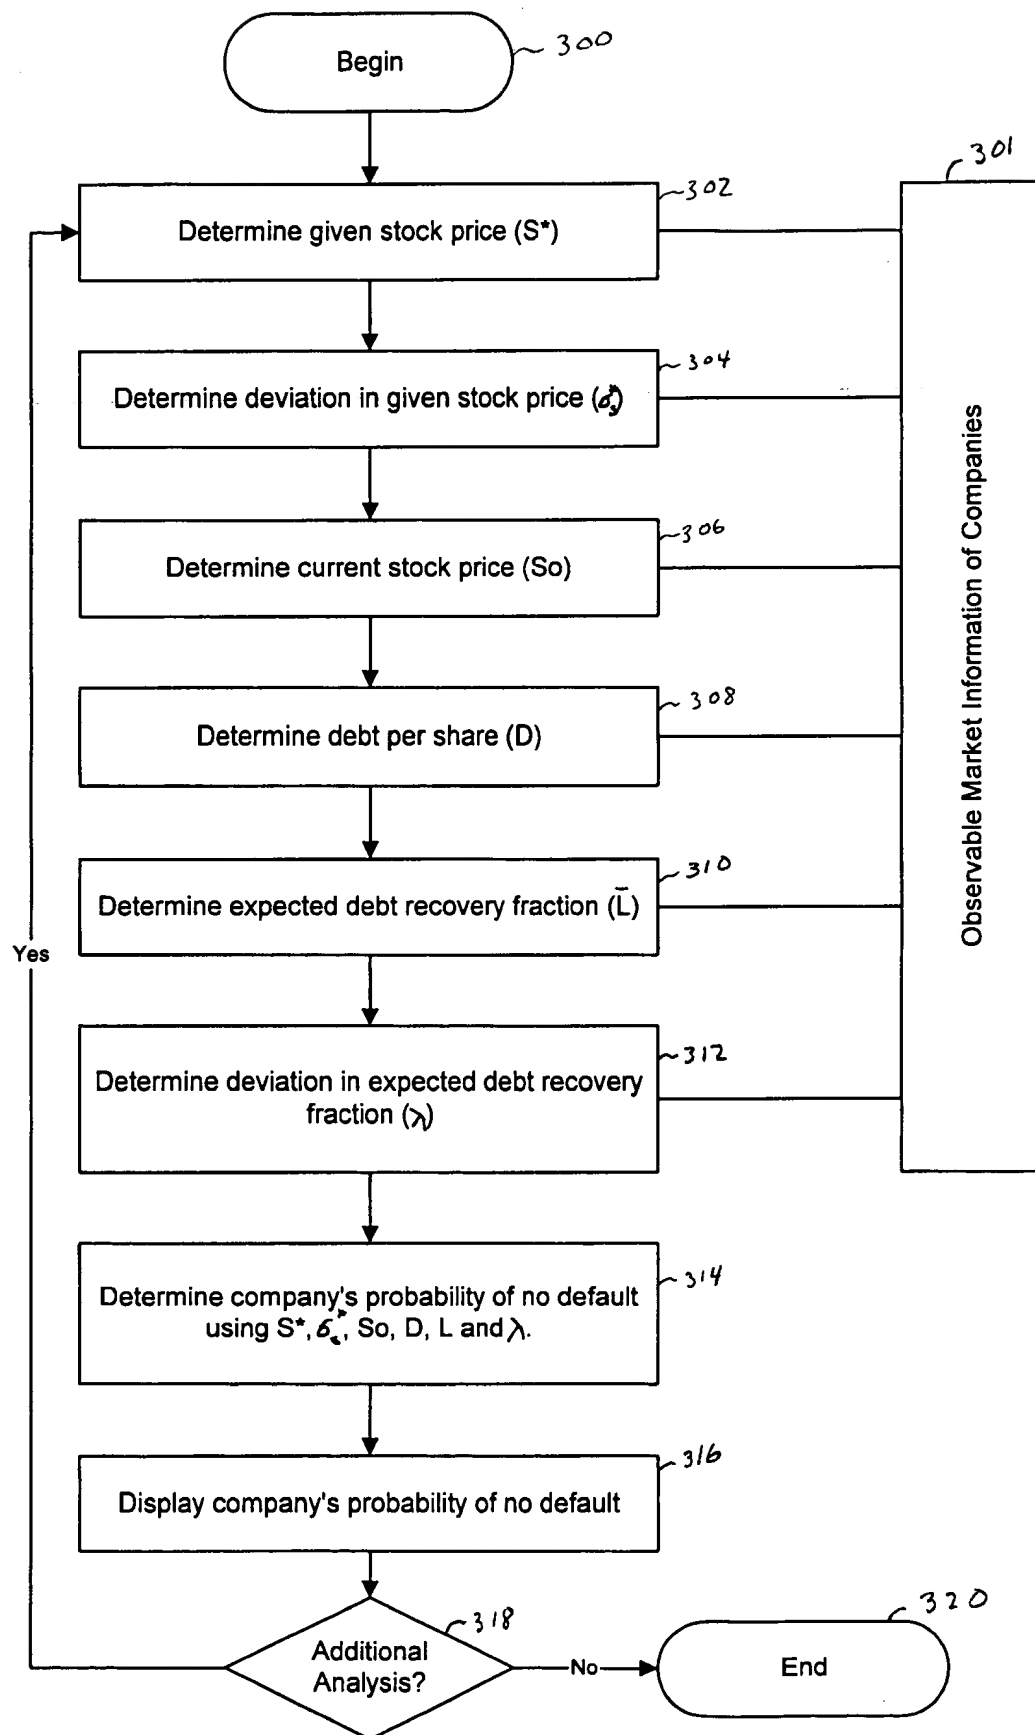 Begin
300
301
302
Determine given stock price (S*)
304
Determine deviation in given stock price (σs*)
306
Determine current stock price (So)
308
Determine debt per share (D)
310
Determine expected debt recovery fraction (L̄)
312
Determine deviation in expected debt recovery
fraction (λ)
Observable Market Information of Companies
Yes
314
Determine company's probability of no default
using S*, σs*, So, D, L and λ.
316
Display company's probability of no default
318
Additional
Analysis?
No
320
End